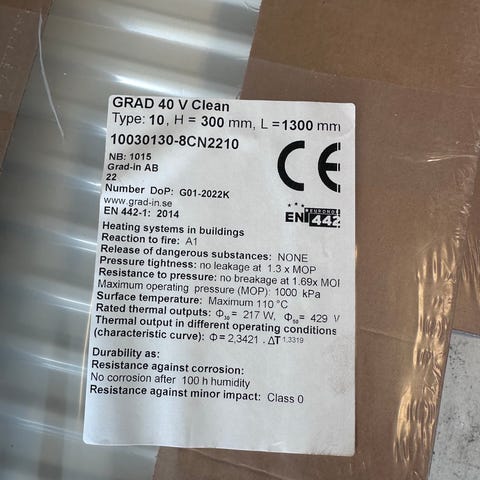 GRAD 40 V Clean
Type: 10, H = 300 mm, L =1300 mm
10030130-8CN2210
CE
NB: 1015
Grad-in AB
22
Number DoP: G01-2022K
www.grad-in.se
EN 442-1: 2014
EN 442
Heating systems in buildings
Reaction to fire: A1
Release of dangerous substances: NONE
Pressure tightness: no leakage at 1.3 x MOP
Resistance to pressure: no breakage at 1.69x MO
Maximum operating pressure (MOP): 1000 kPa
Surface temperature: Maximum 110 °C
Rated thermal outputs: Φ₃₀ = 217 W, Φ₅₀= 429 W
Thermal output in different operating conditions
(characteristic curve): Φ = 2,3421 . ΔT^1,3319
Durability as:
Resistance against corrosion:
No corrosion after 100 h humidity
Resistance against minor impact: Class 0